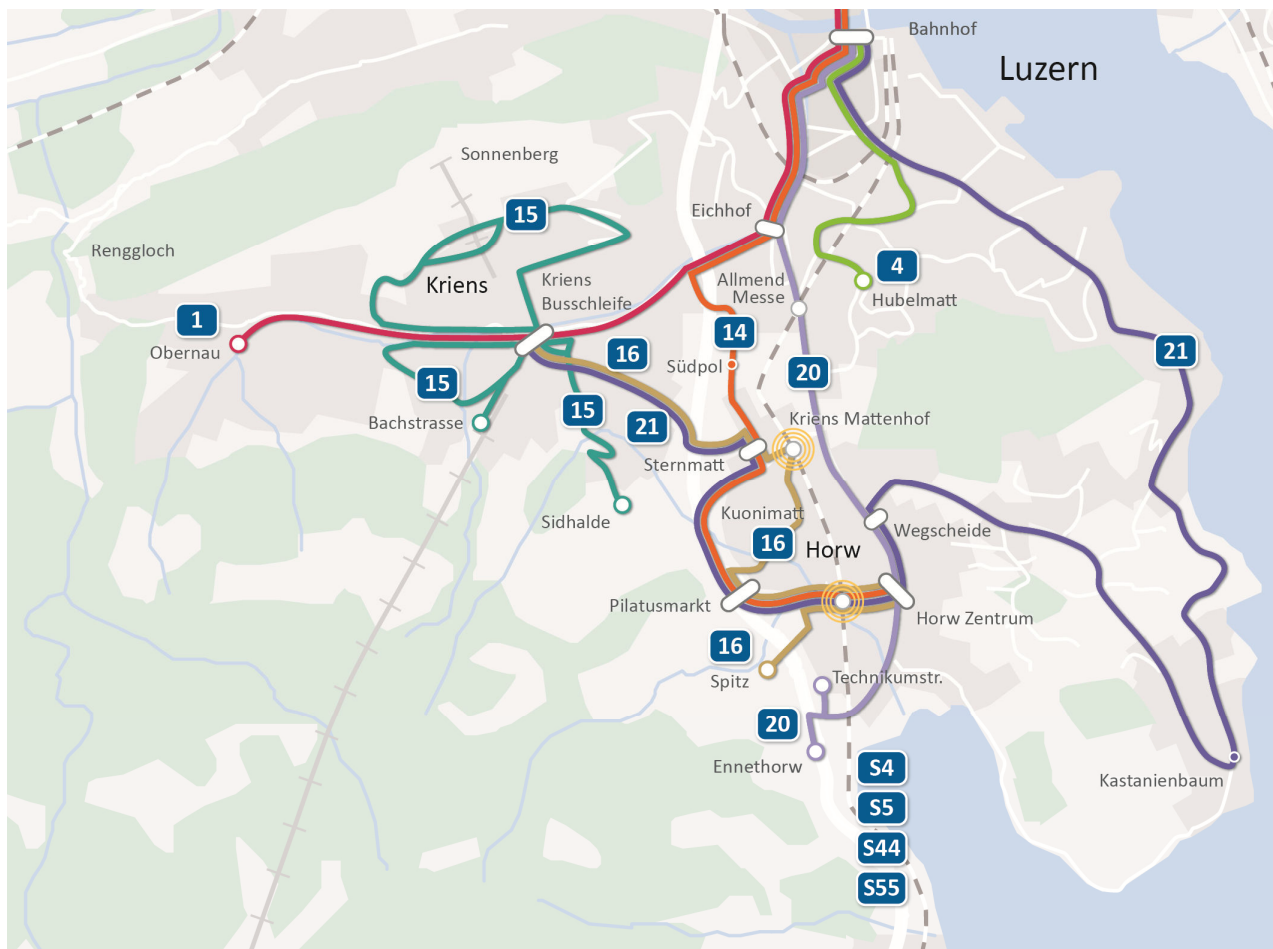 Bahnhof
Luzern
Sonnenberg
15
Eichhof
Renggloch
4
Kriens
Kriens
Busschleife
Allmend
Messe
Hubelmatt
1
Obernau
14
16
21
Südpol
20
15
15
Bachstrasse
21
Kriens Mattenhof
Sternmatt
Sidhalde
Kuonimatt
Wegscheide
16
Horw
Pilatusmarkt
Horw Zentrum
16
Spitz
Technikumstr.
20
Ennethorw
S4
Kastanienbaum
S5
S44
S55